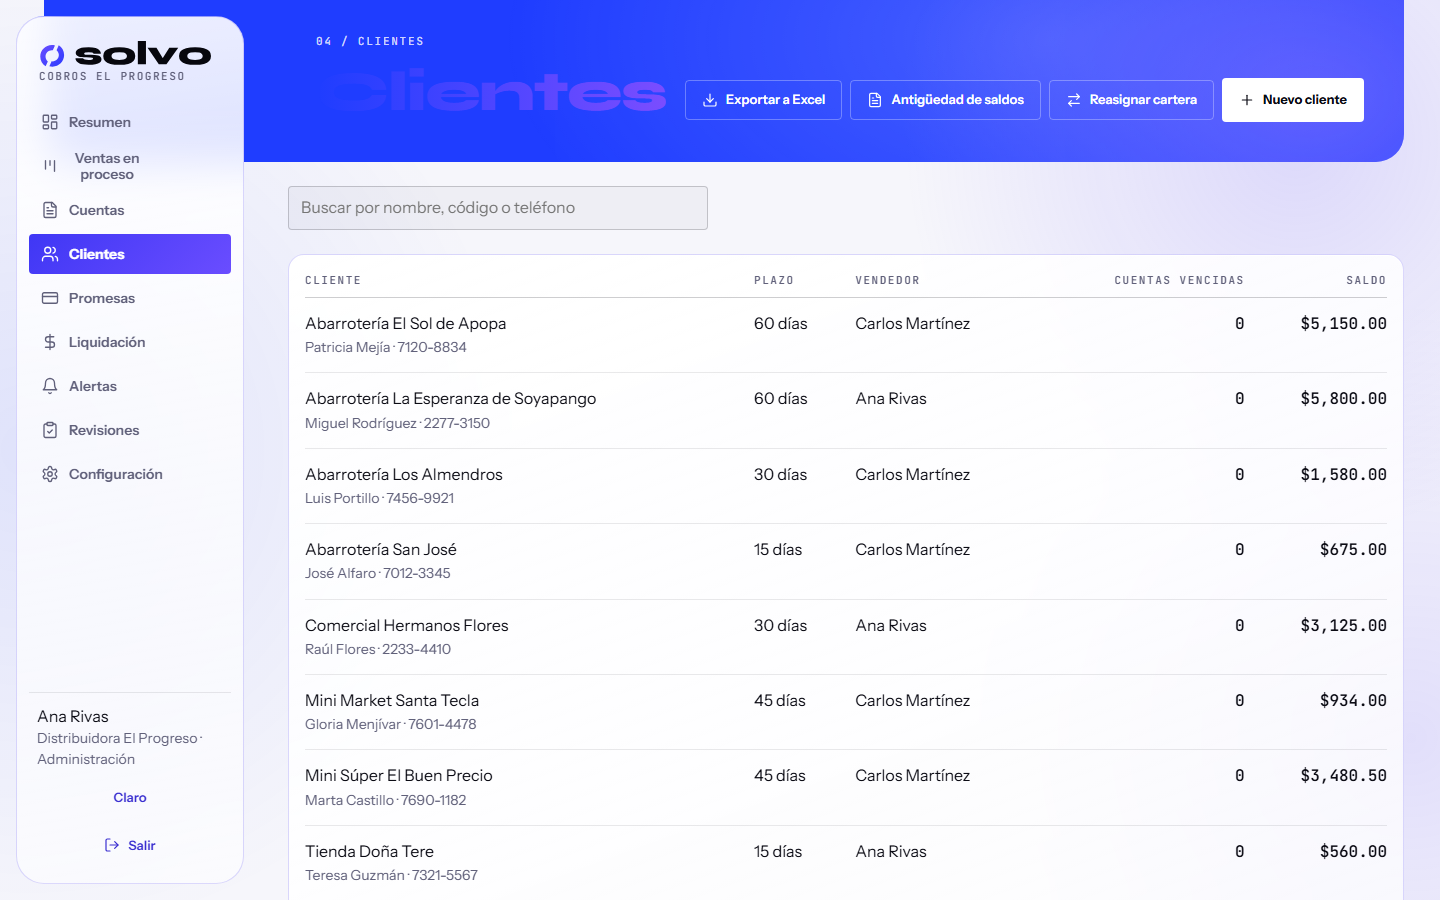 solvo
COBROS EL PROGRESO
Resumen
Ventas en
proceso
Cuentas
Clientes
Promesas
Liquidación
Alertas
Revisiones
Configuración
Ana Rivas
Distribuidora El Progreso ·
Administración
Claro
Salir
04 / CLIENTES
Clientes
Exportar a Excel
Antigüedad de saldos
Reasignar cartera
Nuevo cliente
Buscar por nombre, código o teléfono
CLIENTE PLAZO VENDEDOR CUENTAS VENCIDAS SALDO
Abarrotería El Sol de Apopa 60 días Carlos Martínez 0 $5,150.00
Patricia Mejía · 7120-8834
Abarrotería La Esperanza de Soyapango 60 días Ana Rivas 0 $5,800.00
Miguel Rodríguez · 2277-3150
Abarrotería Los Almendros 30 días Carlos Martínez 0 $1,580.00
Luis Portillo · 7456-9921
Abarrotería San José 15 días Carlos Martínez 0 $675.00
José Alfaro · 7012-3345
Comercial Hermanos Flores 30 días Ana Rivas 0 $3,125.00
Raúl Flores · 2233-4410
Mini Market Santa Tecla 45 días Carlos Martínez 0 $934.00
Gloria Menjívar · 7601-4478
Mini Súper El Buen Precio 45 días Carlos Martínez 0 $3,480.50
Marta Castillo · 7690-1182
Tienda Doña Tere 15 días Ana Rivas 0 $560.00
Teresa Guzmán · 7321-5567